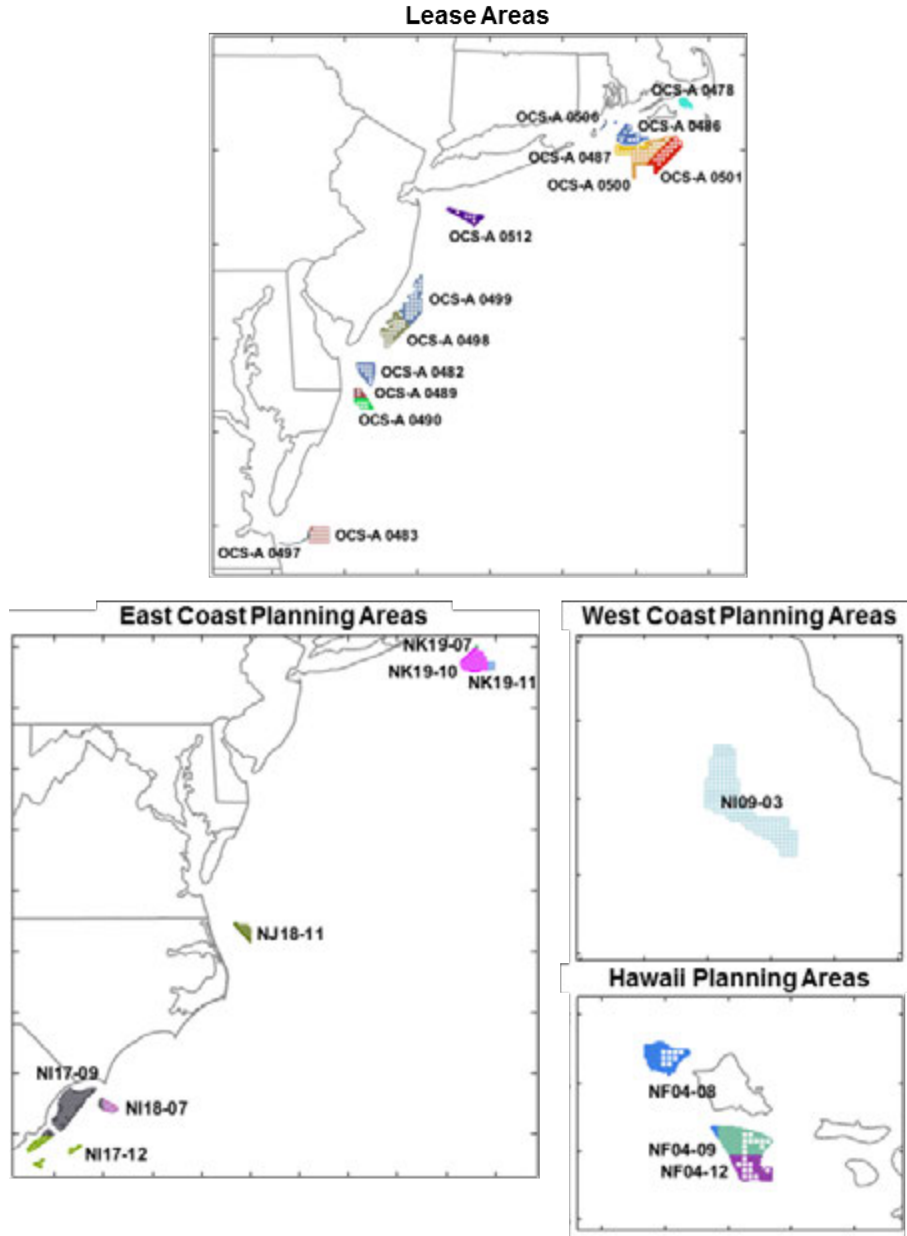 Lease Areas
OCS-A 0478
OCS-A 0506
OCS-A 0486
OCS-A 0487
OCS-A 0501
OCS-A 0500
OCS-A 0512
OCS-A 0499
OCS-A 0498
OCS-A 0482
OCS-A 0489
OCS-A 0490
OCS-A 0483
OCS-A 0497
East Coast Planning Areas
NK19-07
NK19-10
NK19-11
NJ18-11
NI17-09
NI18-07
NI17-12
West Coast Planning Areas
NI09-03
Hawaii Planning Areas
NF04-08
NF04-09
NF04-12